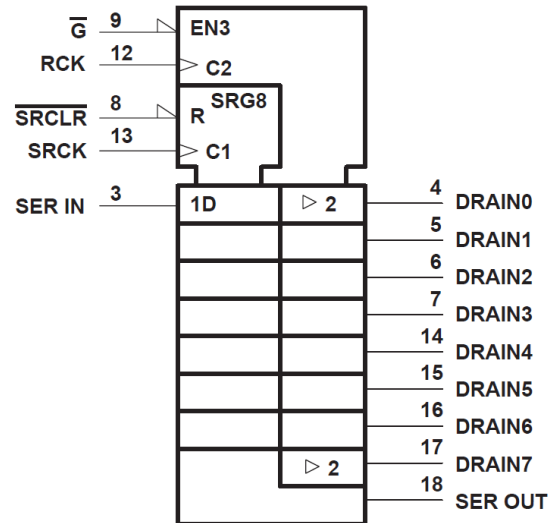 G̅ 9 EN3
RCK 12 C2
SRG8
S̅R̅C̅L̅R̅ 8 R
SRCK 13 C1
SER IN 3 1D 2 4 DRAIN0
5 DRAIN1
6 DRAIN2
7 DRAIN3
14 DRAIN4
15 DRAIN5
16 DRAIN6
2 17 DRAIN7
18 SER OUT